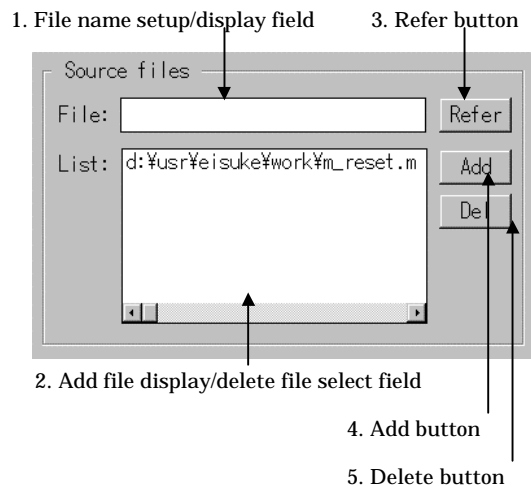 1. File name setup/display field
3. Refer button
Source files
File:
Refer
List:
d:¥usr¥eisuke¥work¥m_reset.m
Add
Del
2. Add file display/delete file select field
4. Add button
5. Delete button